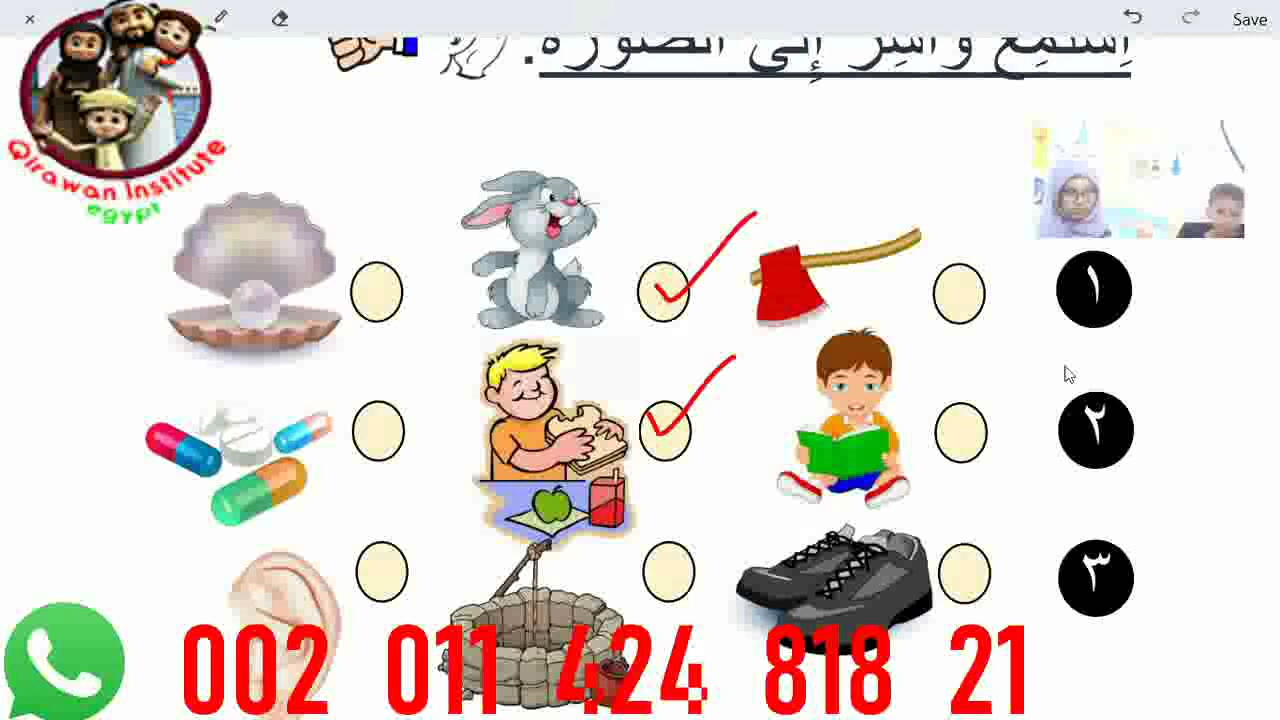 Save
اِسْتَمِعْ وَأَشِرْ إِلَى الصُّورَة.
Qirawan Institute
egypt
١
٢
٣
002 011 424 818 21